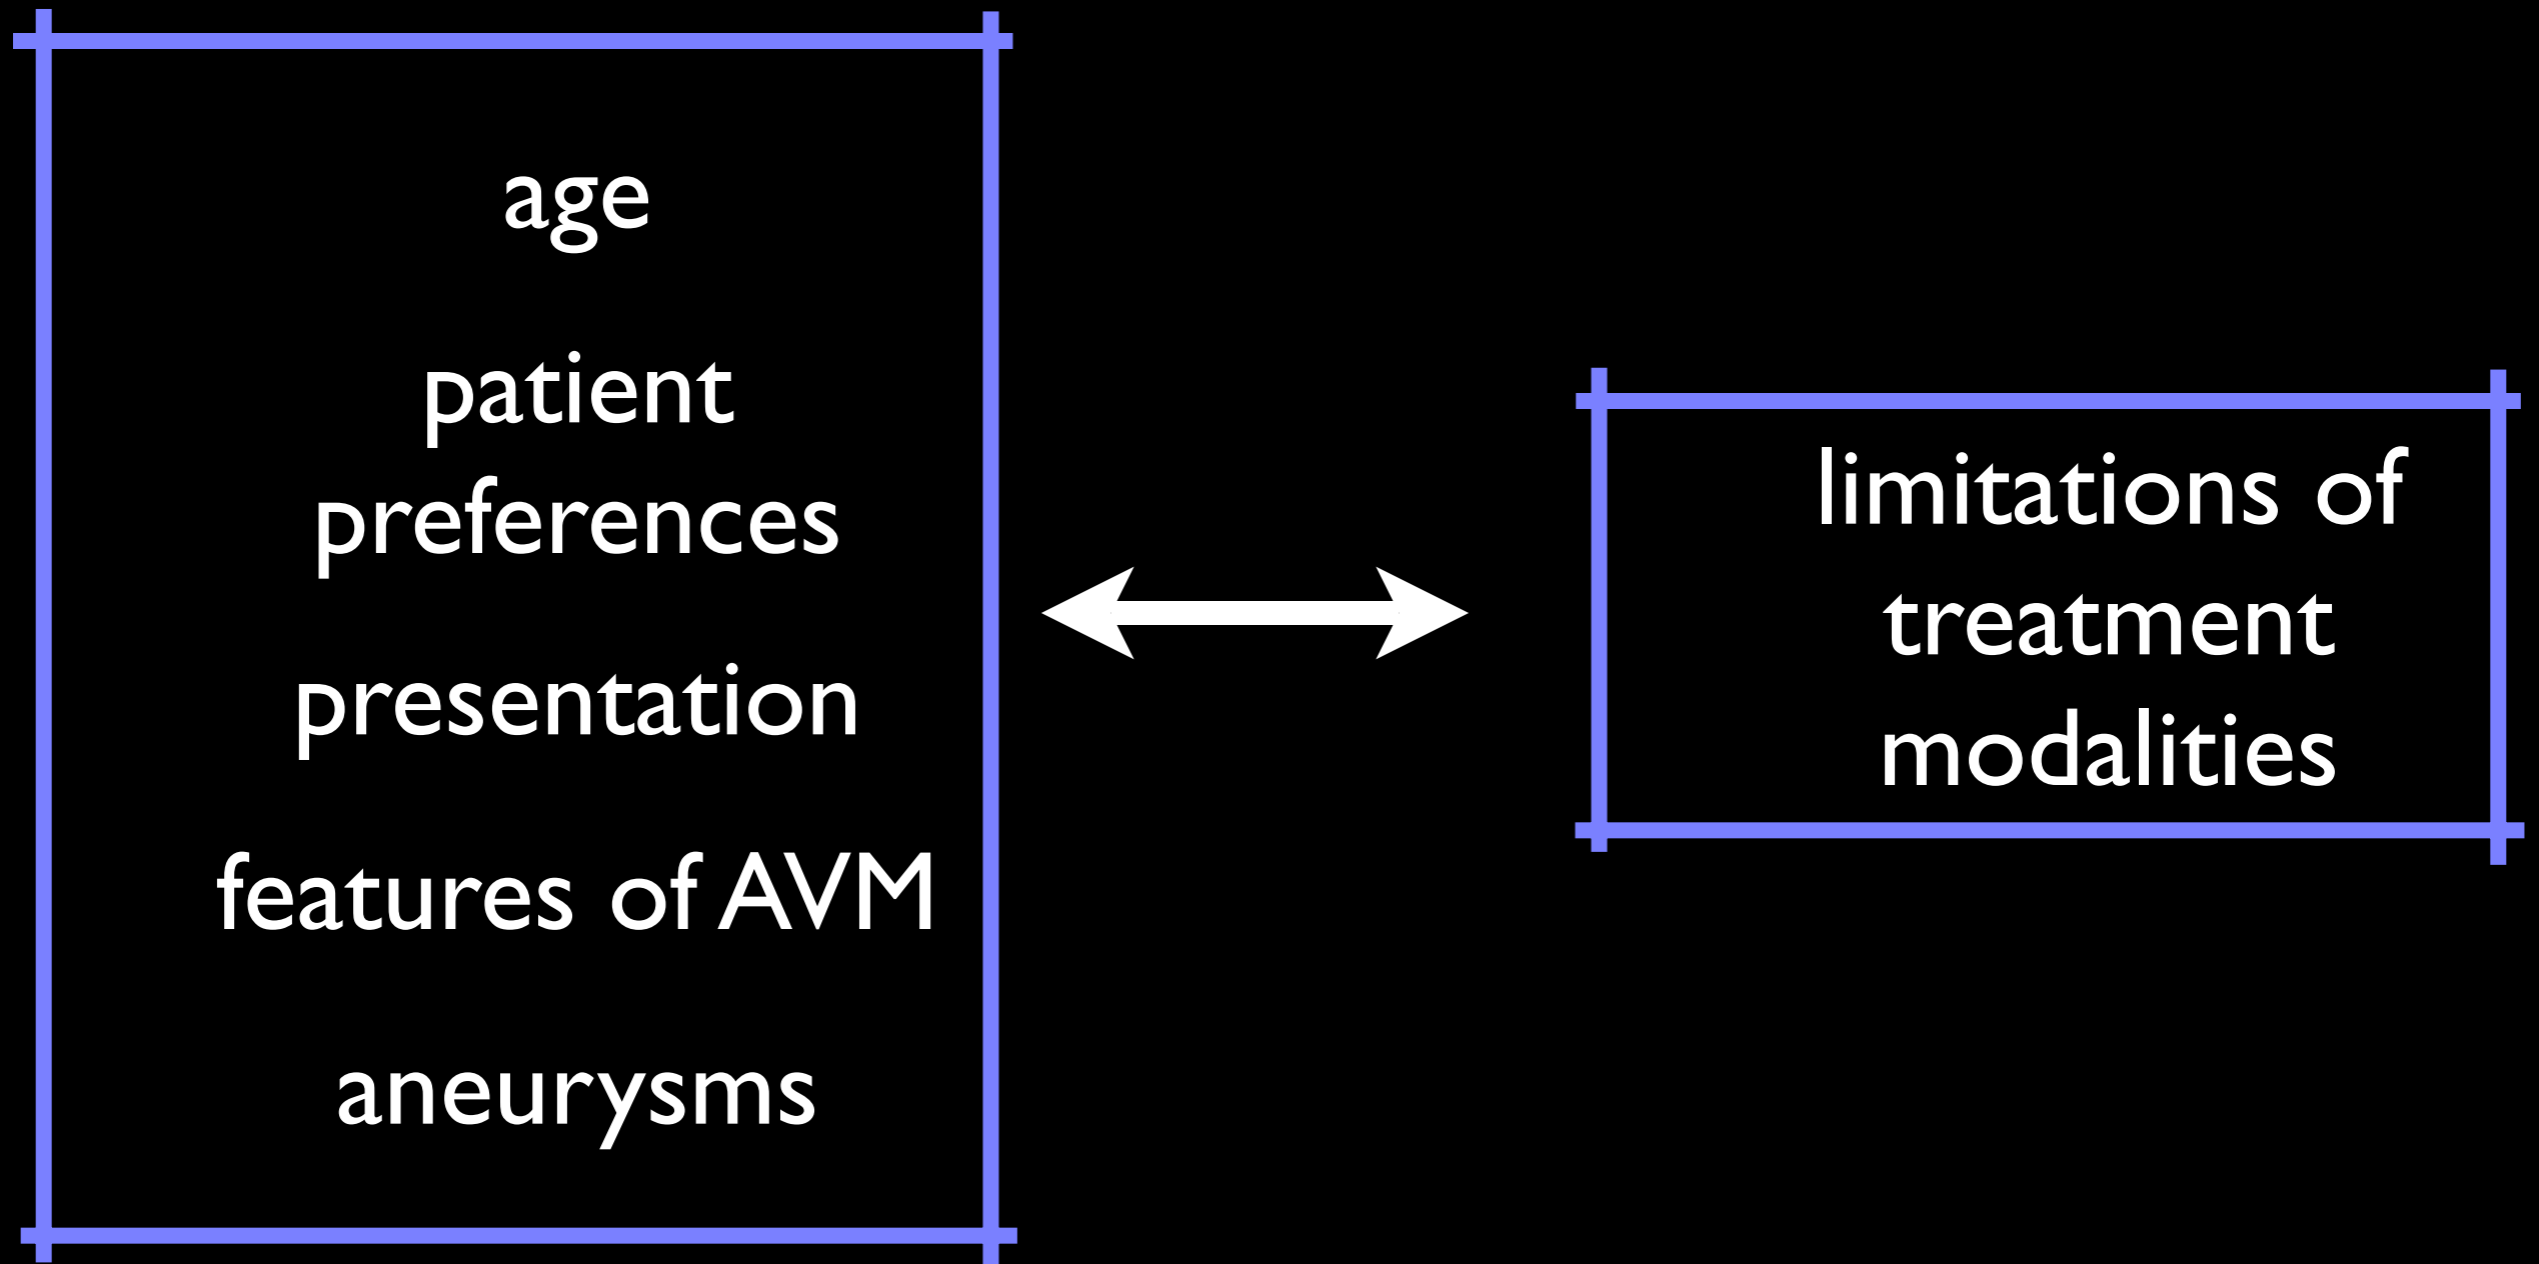 age
patient
preferences
presentation
features of AVM
aneurysms
limitations of
treatment
modalities